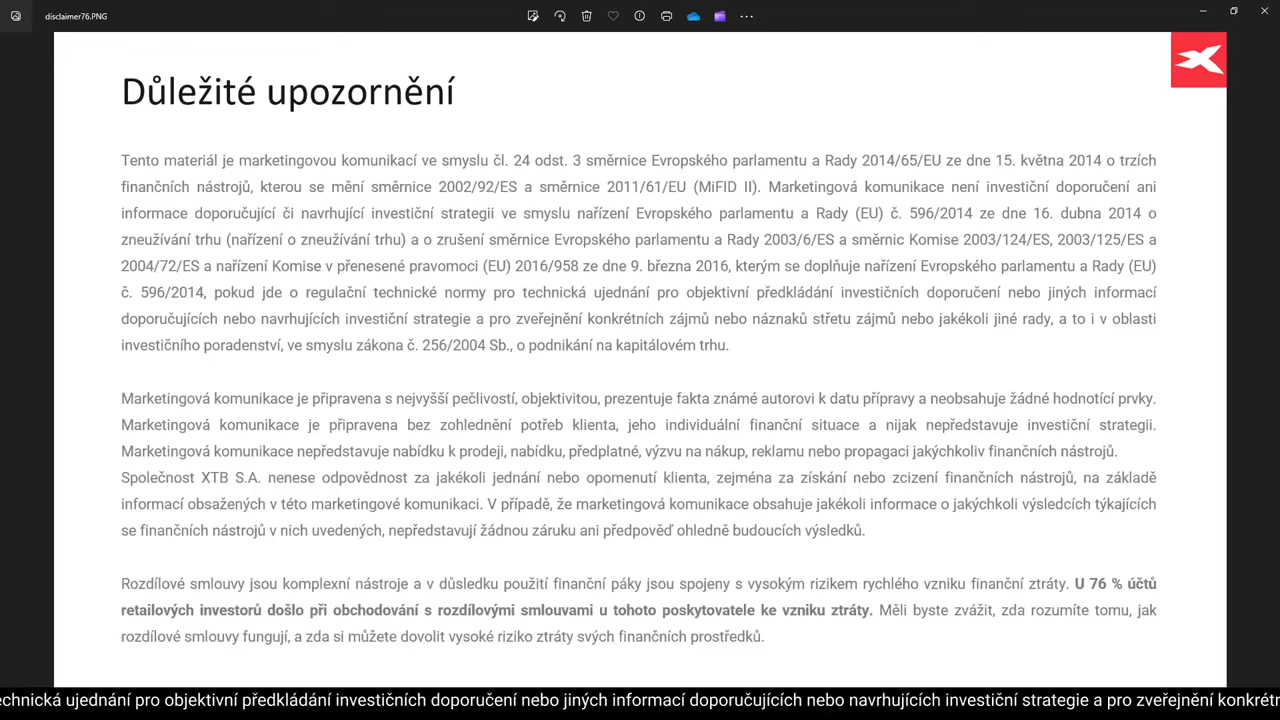 disclaimer76.PNG
Důležité upozornění
Tento materiál je marketingovou komunikací ve smyslu čl. 24 odst. 3 směrnice Evropského parlamentu a Rady 2014/65/EU ze dne 15. května 2014 o trzích
finančních nástrojů, kterou se mění směrnice 2002/92/ES a směrnice 2011/61/EU (MiFID II). Marketingová komunikace není investiční doporučení ani
informace doporučující či navrhující investiční strategii ve smyslu nařízení Evropského parlamentu a Rady (EU) č. 596/2014 ze dne 16. dubna 2014 o
zneužívání trhu (nařízení o zneužívání trhu) a o zrušení směrnice Evropského parlamentu a Rady 2003/6/ES a směrnic Komise 2003/124/ES, 2003/125/ES a
2004/72/ES a nařízení Komise v přenesené pravomoci (EU) 2016/958 ze dne 9. března 2016, kterým se doplňuje nařízení Evropského parlamentu a Rady (EU)
č. 596/2014, pokud jde o regulační technické normy pro technická ujednání pro objektivní předkládání investičních doporučení nebo jiných informací
doporučujících nebo navrhujících investiční strategie a pro zveřejnění konkrétních zájmů nebo náznaků střetu zájmů nebo jakékoli jiné rady, a to i v oblasti
investičního poradenství, ve smyslu zákona č. 256/2004 Sb., o podnikání na kapitálovém trhu.
Marketingová komunikace je připravena s nejvyšší pečlivostí, objektivitou, prezentuje fakta známé autorovi k datu přípravy a neobsahuje žádné hodnotící prvky.
Marketingová komunikace je připravena bez zohlednění potřeb klienta, jeho individuální finanční situace a nijak nepředstavuje investiční strategii.
Marketingová komunikace nepředstavuje nabídku k prodeji, nabídku, předplatné, výzvu na nákup, reklamu nebo propagaci jakýchkoliv finančních nástrojů.
Společnost XTB S.A. nenese odpovědnost za jakékoli jednání nebo opomenutí klienta, zejména za získání nebo zcizení finančních nástrojů, na základě
informací obsažených v této marketingové komunikaci. V případě, že marketingová komunikace obsahuje jakékoli informace o jakýchkoli výsledcích týkajících
se finančních nástrojů v nich uvedených, nepředstavují žádnou záruku ani předpověď ohledně budoucích výsledků.
Rozdílové smlouvy jsou komplexní nástroje a v důsledku použití finanční páky jsou spojeny s vysokým rizikem rychlého vzniku finanční ztráty. U 76 % účtů
retailových investorů došlo při obchodování s rozdílovými smlouvami u tohoto poskytovatele ke vzniku ztráty. Měli byste zvážit, zda rozumíte tomu, jak
rozdílové smlouvy fungují, a zda si můžete dovolit vysoké riziko ztráty svých finančních prostředků.
echnická ujednání pro objektivní předkládání investičních doporučení nebo jiných informací doporučujících nebo navrhujících investiční strategie a pro zveřejnění konkrét